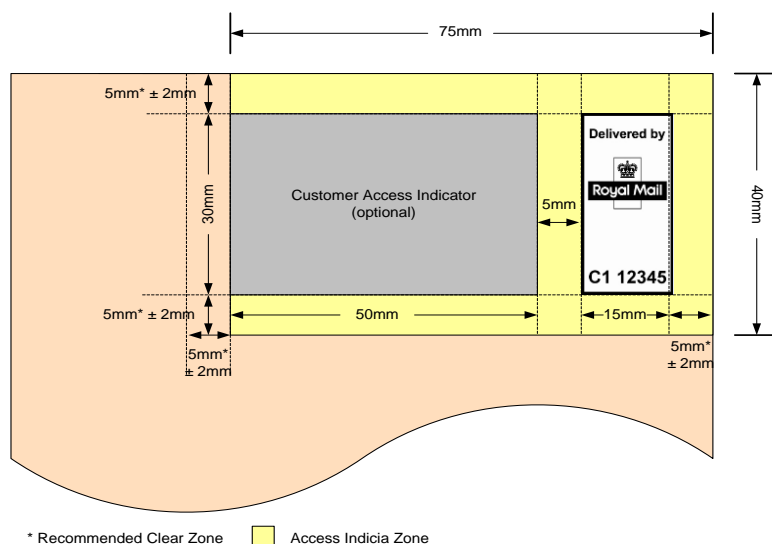 75mm
5mm* ± 2mm
Delivered by
Royal Mail
Customer Access Indicator
(optional)
30mm
5mm
40mm
C1 12345
5mm* ± 2mm
50mm
15mm
5mm*
± 2mm
5mm*
± 2mm
* Recommended Clear Zone
Access Indicia Zone